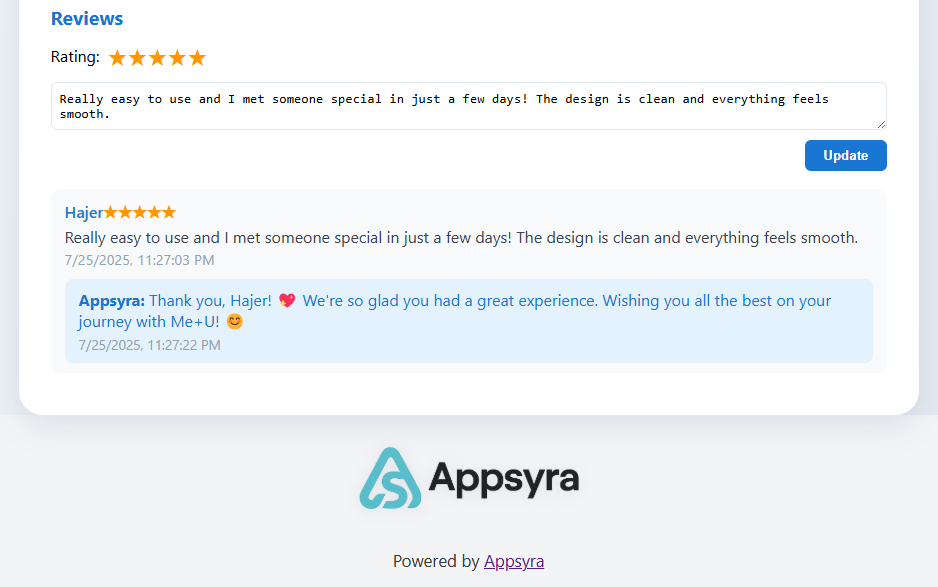 Reviews
Rating: ★★★★★
Really easy to use and I met someone special in just a few days! The design is clean and everything feels
smooth.
Update
Hajer★★★★★
Really easy to use and I met someone special in just a few days! The design is clean and everything feels smooth.
7/25/2025, 11:27:03 PM
Appsyra: Thank you, Hajer! 💖 We're so glad you had a great experience. Wishing you all the best on your
journey with Me+U! 😊
7/25/2025, 11:27:22 PM
Appsyra
Powered by Appsyra